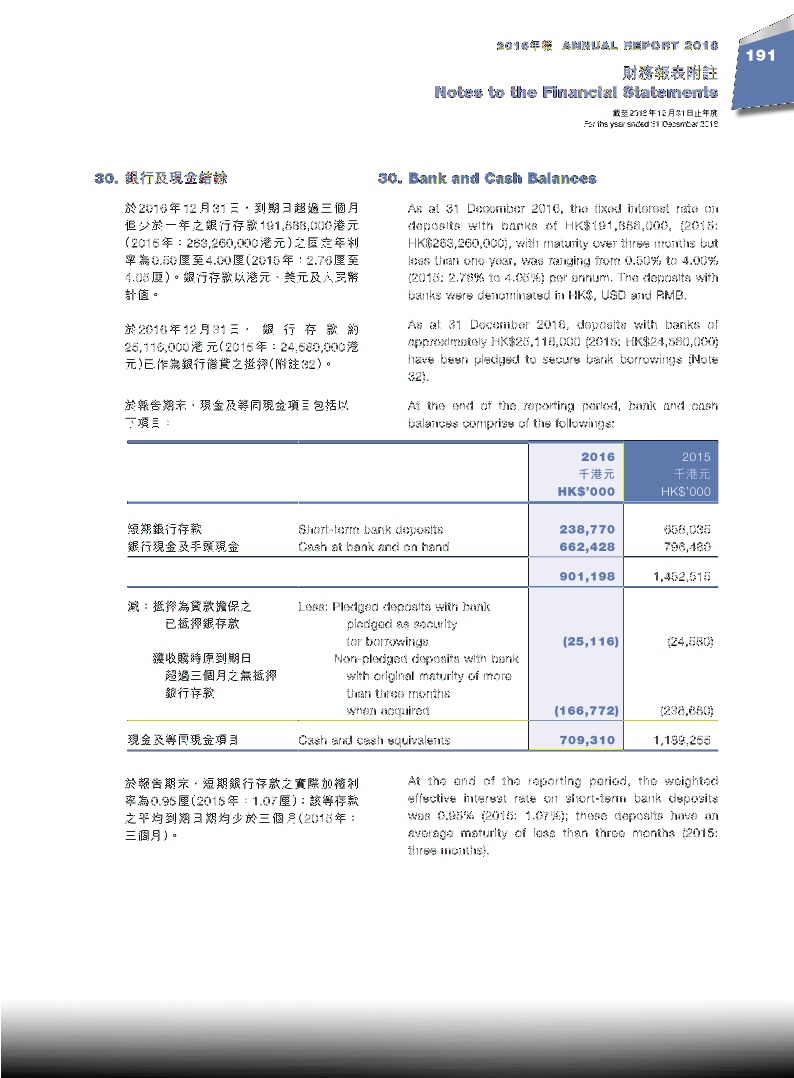 2016年報 ANNUAL REPORT 2016
191
財務報表附註
Notes to the Financial Statements
截至2016年12月31日止年度
For the year ended 31 December 2016
30. 銀行及現金結餘
於2016年12月31日，到期日超過三個月
但少於一年之銀行存款191,888,000港元
(2015年：263,260,000港元)之固定年利
率為0.50厘至4.00厘(2015年：2.76厘至
4.05厘)。銀行存款以港元、美元及人民幣
計值。
於2016年12月31日，銀行存款約
25,116,000港元(2015年：24,580,000港
元)已作為銀行借貸之抵押(附註32)。
於報告期末，現金及等同現金項目包括以
下項目：
30. Bank and Cash Balances
As at 31 December 2016, the fixed interest rate on
deposits with banks of HK$191,888,000, (2015:
HK$263,260,000), with maturity over three months but
less than one year, was ranging from 0.50% to 4.00%
(2015: 2.76% to 4.05%) per annum. The deposits with
banks were denominated in HK$, USD and RMB.
As at 31 December 2016, deposits with banks of
approximately HK$25,116,000 (2015: HK$24,580,000)
have been pledged to secure bank borrowings (Note
32).
At the end of the reporting period, bank and cash
balances comprise of the followings:
2016 2015
千港元 千港元
HK$'000 HK$'000
短期銀行存款 Short-term bank deposits 238,770 656,035
銀行現金及手頭現金 Cash at bank and on hand 662,428 796,480
901,198 1,452,515
減：抵押為貸款擔保之 Less: Pledged deposits with bank
已抵押銀存款 pledged as security
for borrowings (25,116) (24,580)
獲收購時原到期日 Non-pledged deposits with bank
超過三個月之無抵押 with original maturity of more
銀行存款 than three months
when acquired (166,772) (238,680)
現金及等同現金項目 Cash and cash equivalents 709,310 1,189,255
於報告期末，短期銀行存款之實際加權利
率為0.95厘(2015年：1.07厘)；該等存款
之平均到期日期均少於三個月(2015年：
三個月)。
At the end of the reporting period, the weighted
effective interest rate on short-term bank deposits
was 0.95% (2015: 1.07%); these deposits have an
average maturity of less than three months (2015:
three months).